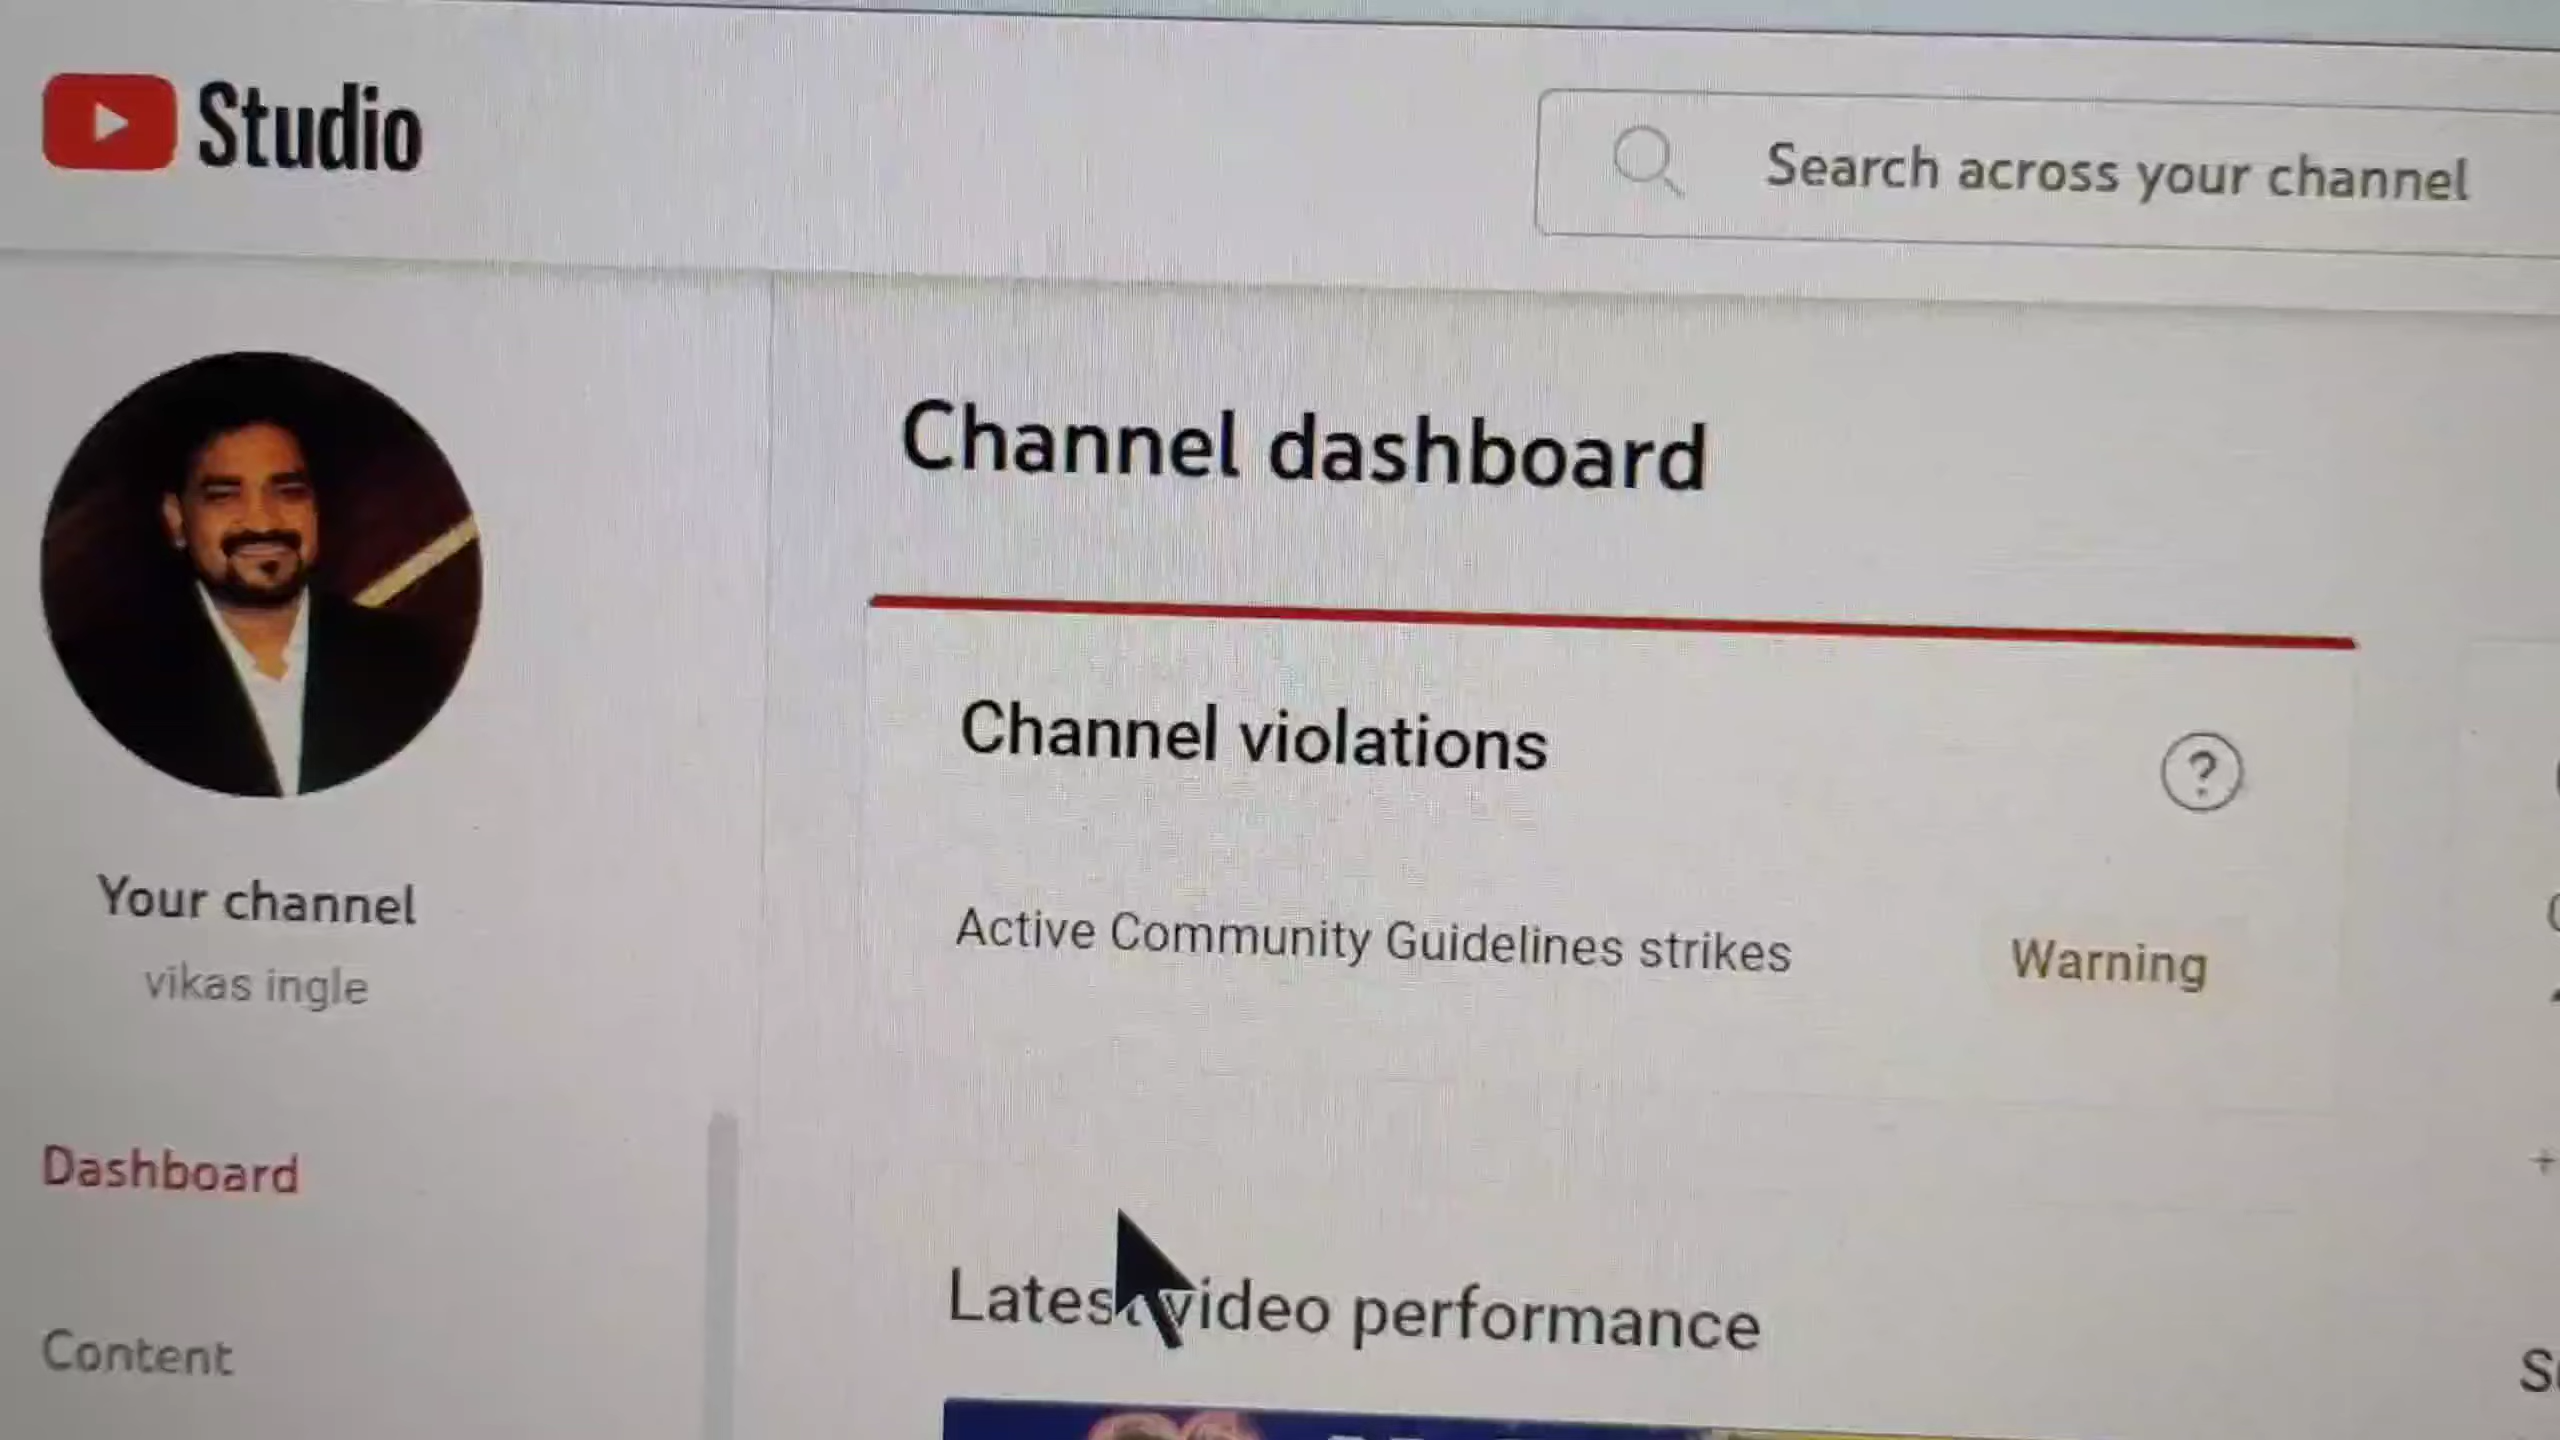 Studio
Search across your channel
Channel dashboard
Channel violations
?
Active Community Guidelines strikes
Warning
Your channel
vikas ingle
Dashboard
Content
Latest video performance